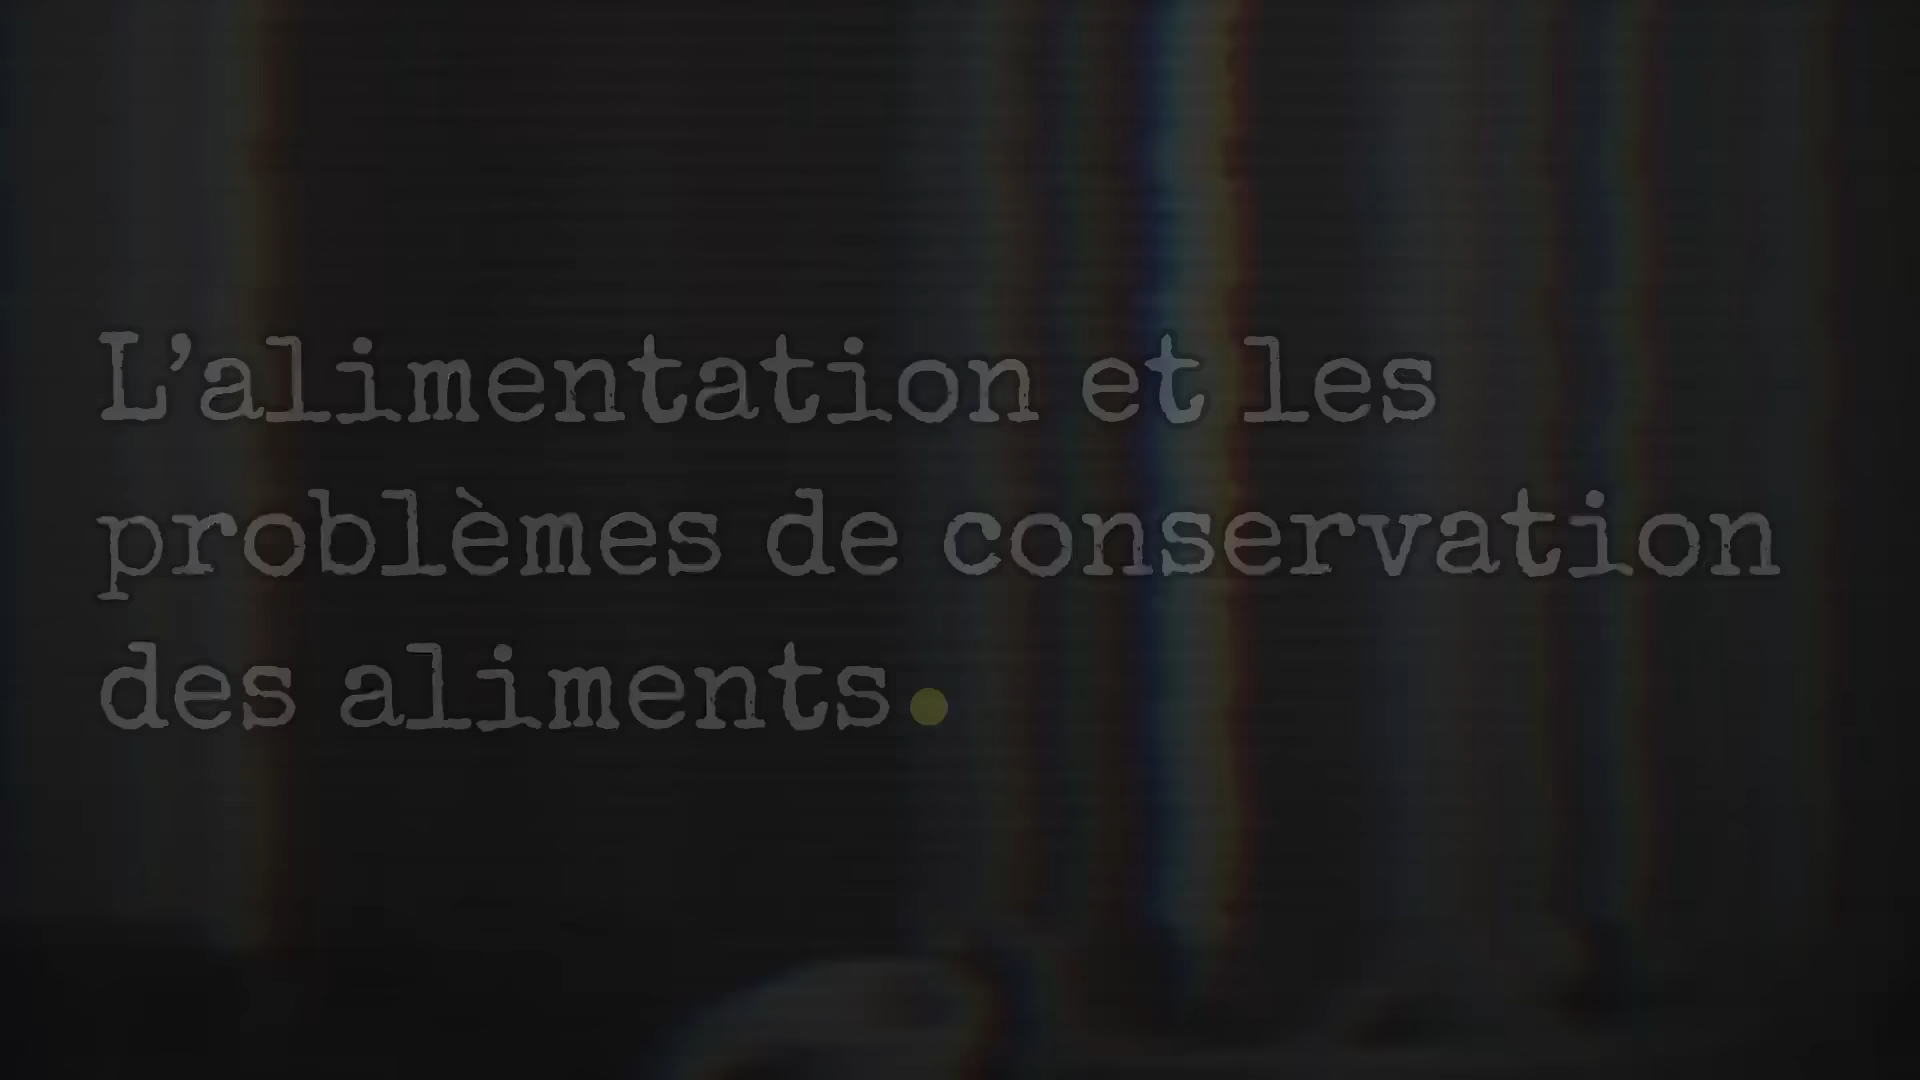 L’alimentation et les
problèmes de conservation
des aliments.